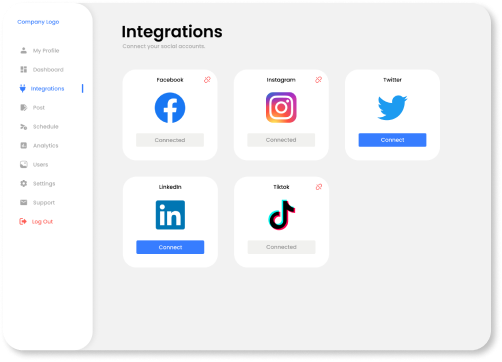 Company Logo
My Profile
Dashboard
Integrations
Post
Schedule
Analytics
Users
Settings
Support
Log Out
Integrations
Connect your social accounts.
Facebook
Connected
Instagram
Connected
Twitter
Connect
LinkedIn
in
Connect
Tiktok
Connected